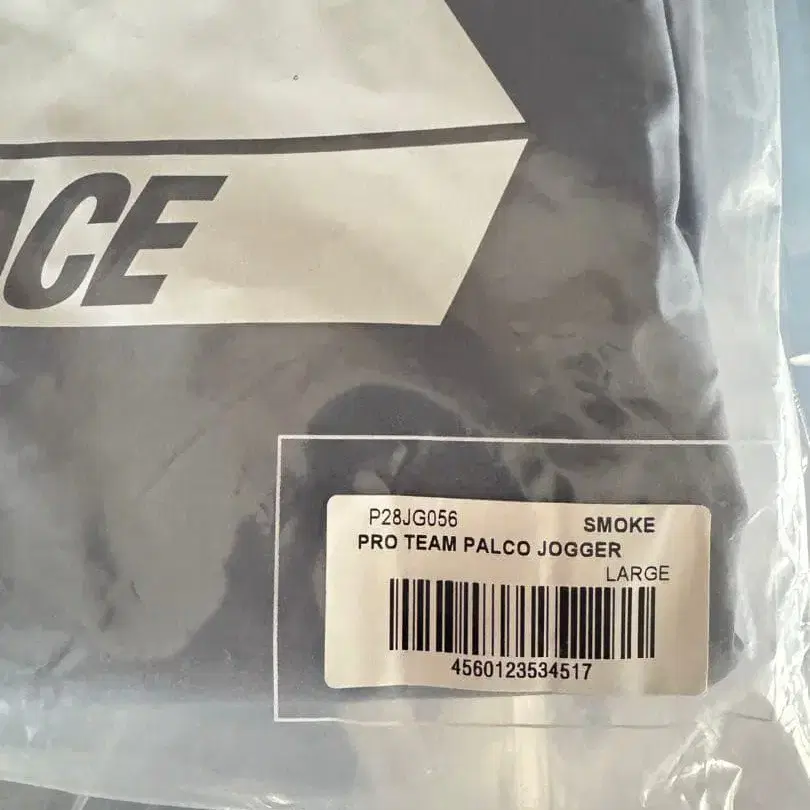 ACE
P28JG056 SMOKE
PRO TEAM PALCO JOGGER
LARGE
4560123534517